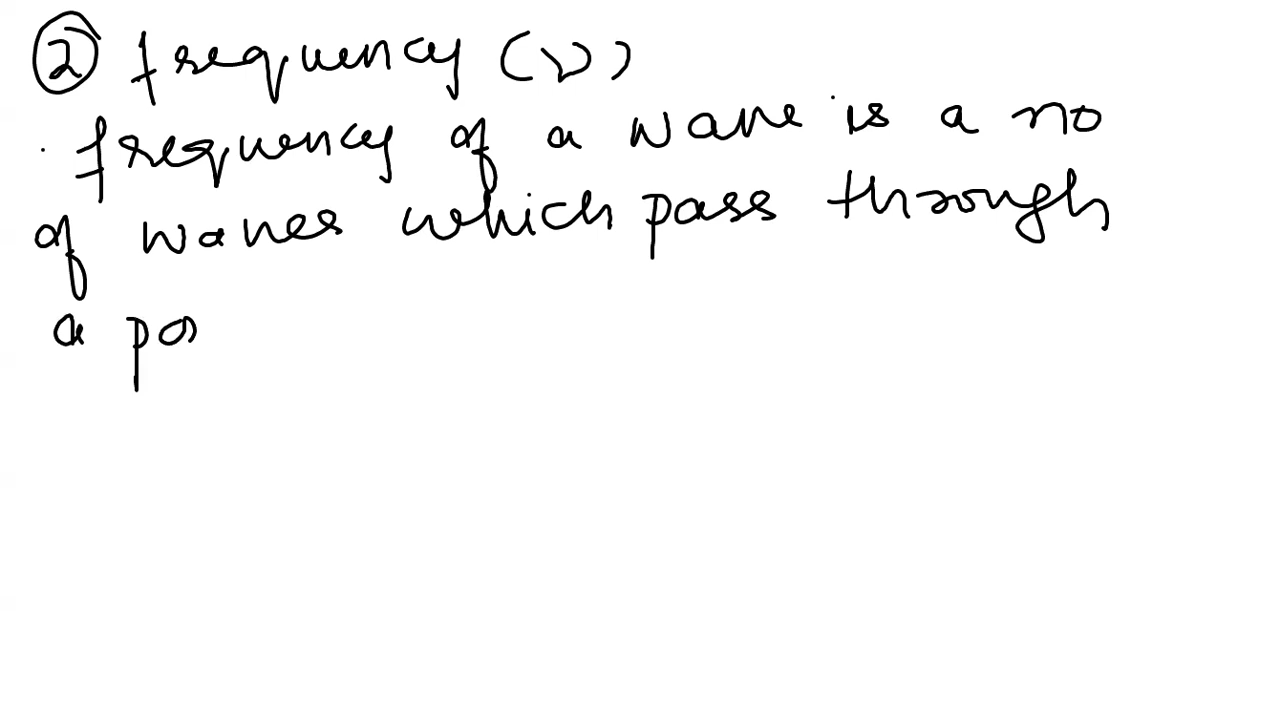 ② frequency (ν)
frequency of a wave is a no
of waves which pass through
a po